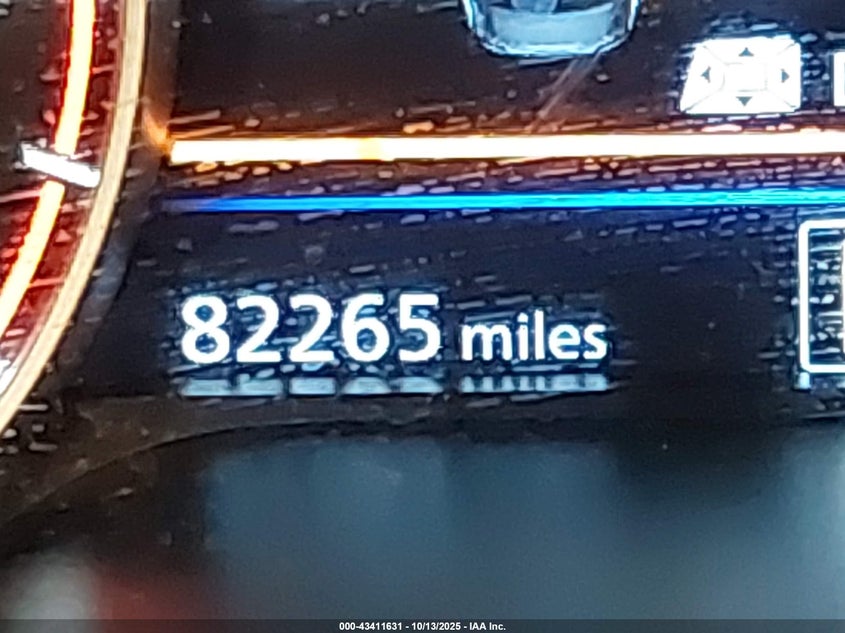 82265 miles
000-43411631 - 10/13/2025 - IAA Inc.